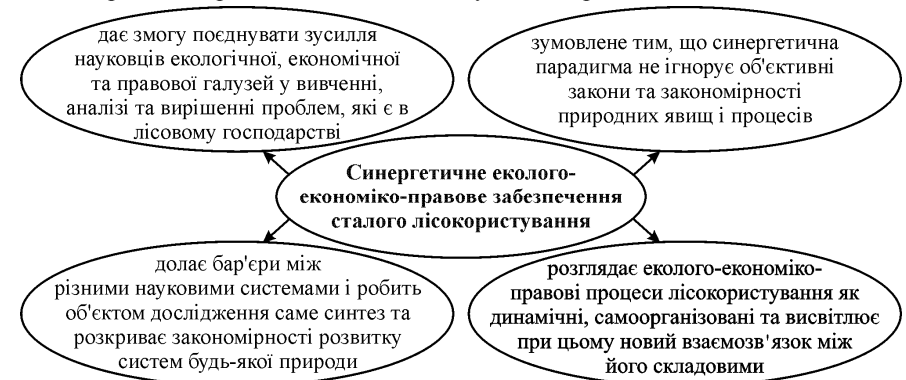 дає змогу поєднувати зусилля
науковців екологічної, економічної
та правової галузей у вивченні,
аналізі та вирішенні проблем, які є в
лісовому господарстві
зумовлене тим, що синергетична
парадигма не ігнорує об'єктивні
закони та закономірності
природних явищ і процесів
Синергетичне еколого-
економіко-правове забезпечення
сталого лісокористування
долає бар'єри між
різними науковими системами і робить
об'єктом дослідження саме синтез та
розкриває закономірності розвитку
систем будь-якої природи
розглядає еколого-економіко-
правові процеси лісокористування як
динамічні, самоорганізовані та висвітлює
при цьому новий взаємозв'язок між
його складовими